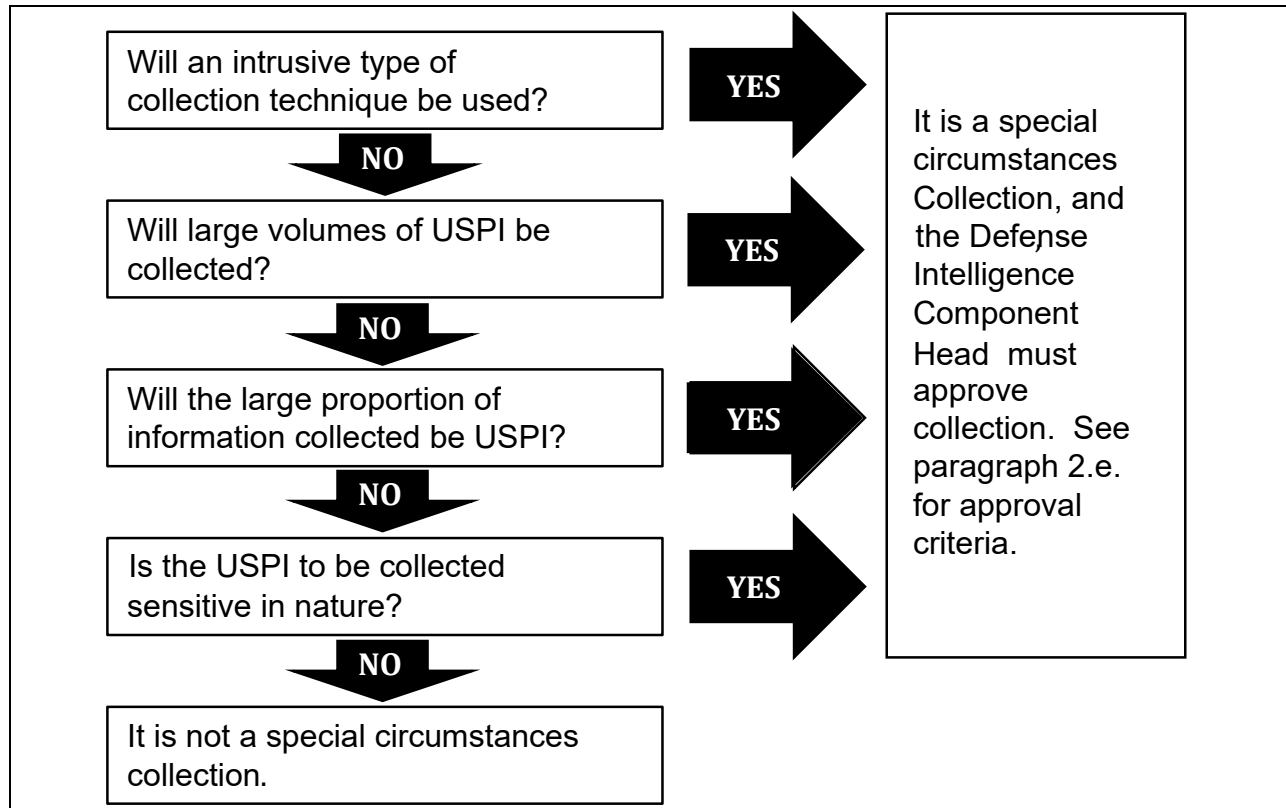 Will an intrusive type of
collection technique be used?
YES
NO
Will large volumes of USPI be
collected?
YES
NO
Will the large proportion of
information collected be USPI?
YES
NO
Is the USPI to be collected
sensitive in nature?
YES
NO
It is not a special circumstances
collection.
It is a special
circumstances
Collection, and
the Defense,
Intelligence
Component
Head must
approve
collection. See
paragraph 2.e.
for approval
criteria.